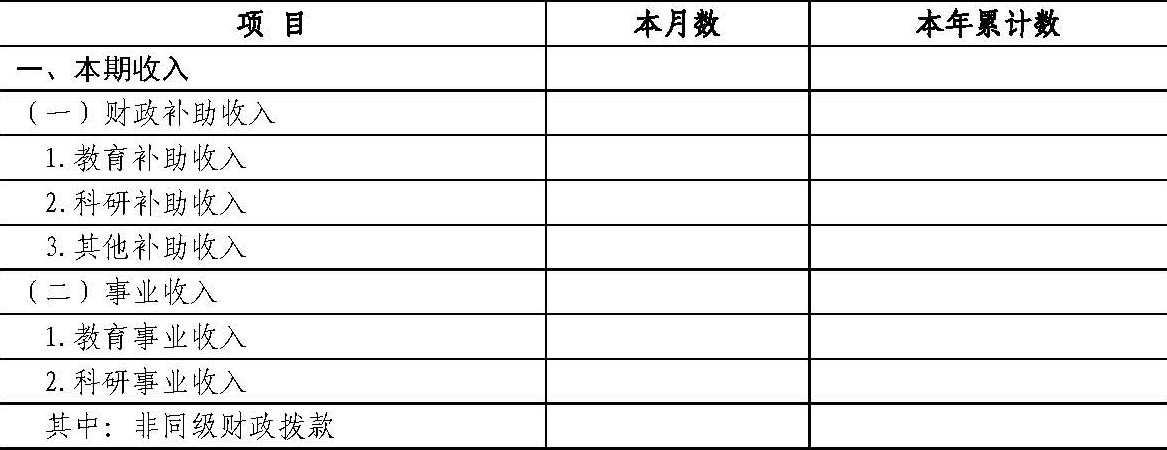 项 目 本月数 本年累计数
一、本期收入
（一）财政补助收入
1.教育补助收入
2.科研补助收入
3.其他补助收入
（二）事业收入
1.教育事业收入
2.科研事业收入
其中：非同级财政拨款